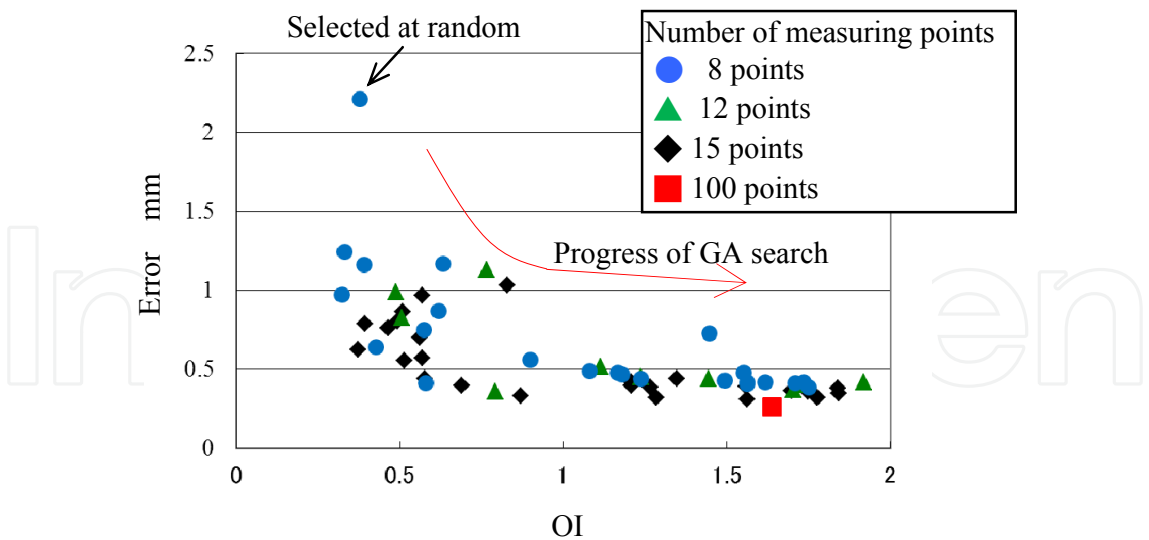 Selected at random
Number of measuring points
8 points
12 points
15 points
100 points
Progress of GA search
Error mm
2.5
2
1.5
1
0.5
0
0
0.5
1
1.5
2
OI
In
en